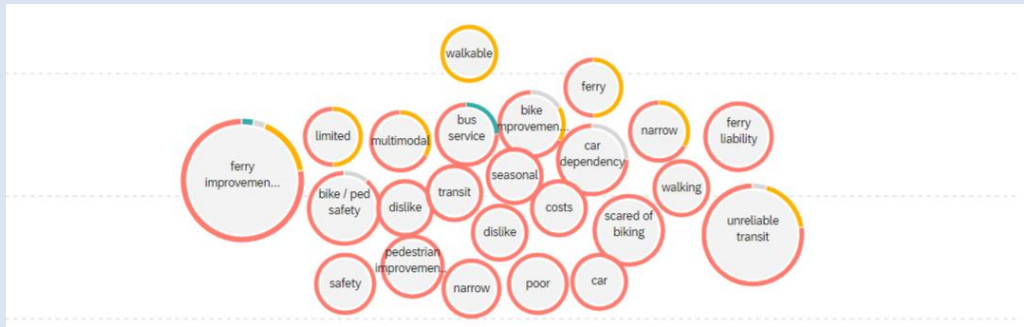 walkable
ferry
bike
mprovemen...
bus
service
limited
multimodal
narrow
ferry
liability
car
dependency
ferry
improvemen...
seasonal
bike / ped
safety
transit
walking
dislike
costs
scared of
biking
unreliable
transit
dislike
pedestrian
improvemen...
safety
narrow
poor
car